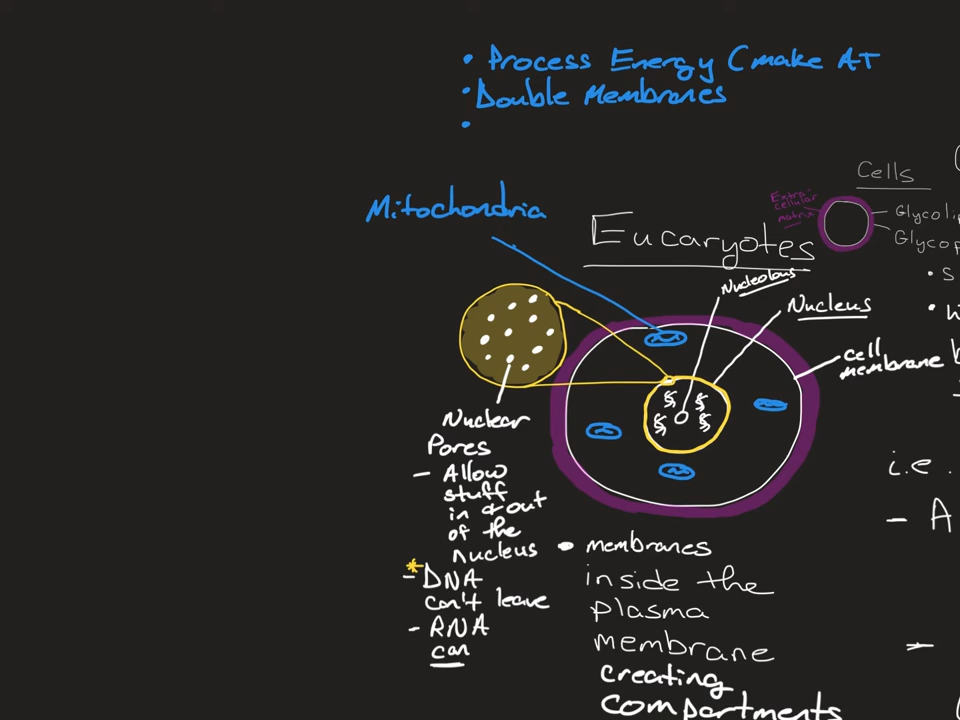 • Process Energy (make AT
• Double Membranes
•
Mitochondria
Eucaryotes
Cells
Extra-
cellular
matrix
Glycolip
Glycop
• S
• W
Nucleolous
Nucleus
cell
membrane
Nuclear
Pores
- Allow
stuff
in & out
of the
nucleus
* - DNA
can't leave
- RNA
can
• membranes
inside the
plasma
membrane
creating
compartments
i.e.
- A
-